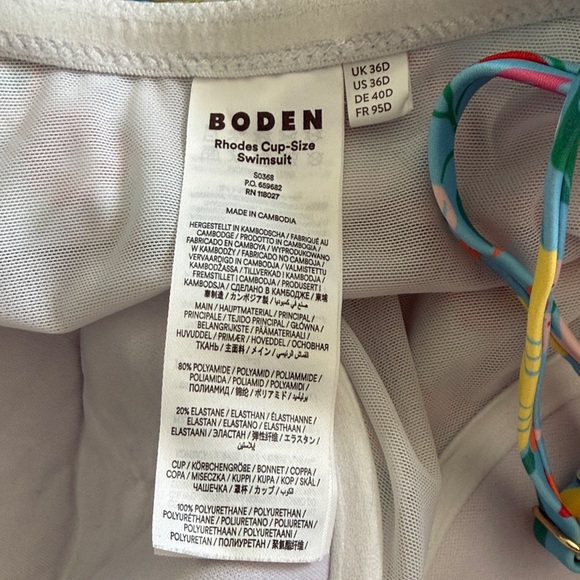 UK 36D
US 36D
DE 40D
FR 95D
BODEN
Rhodes Cup-Size
Swimsuit
S0368
P.O. 659682
RN 118027
MADE IN CAMBODIA
HERGESTELLT IN KAMBODSCHA / FABRIQUÉ AU
CAMBODGE / PRODOTTO IN CAMBOGIA /
FABRICADO EN CAMBOYA / WYPRODUKOWANO
W KAMBODŻY / FABRICADO NO CAMBOJA /
VERVAARDIGD IN CAMBODJA / VALMISTETTU
KAMBODŽASSA / TILLVERKAD I KAMBODJA /
FREMSTILLET I CAMBODJA / PRODUSERT I
KAMBODSJA / СДЕЛАНО В КАМБОДЖЕ / 柬埔
寨制造 / カンボジア製 / صنع في كمبوديا
MAIN / HAUPTMATERIAL / PRINCIPAL /
PRINCIPALE / TEJIDO PRINCIPAL / GŁÓWNA /
BELANGRIJKSTE / PÄÄMATERIAALI /
HUVUDDEL / PRIMÆR / HOVEDDEL / ОСНОВНАЯ
ТКАНЬ / 主面料 / メイン / القماش الرئيسي
80% POLYAMIDE / POLYAMID / POLIAMMIDE /
POLIAMIDA / POLIAMID / POLYAMIDI /
ПОЛИАМИД / 锦纶 / ポリアミド / بوليأميد
20% ELASTANE / ELASTHAN / ÉLASTHANNE /
ELASTAN / ELASTANO / ELASTHAAN /
ELASTAANI / ЭЛАСТАН / 弹性纤维 / エラスタン /
إيلاستين
CUP / KÖRBCHENGRÖßE / BONNET / COPPA /
COPA / MISECZKA / KUPPI / KUPA / KOP / SKÅL /
ЧАШЕЧКА / 罩杯 / カップ / الكوب
100% POLYURETHANE / POLYURETHAN /
POLYURÉTHANE / POLIURETANO / POLIURETAN /
POLYURETHAAN / POLYURETAANI /
POLYURETAN / ПОЛИУРЕТАН / 聚氨酯纤维 /